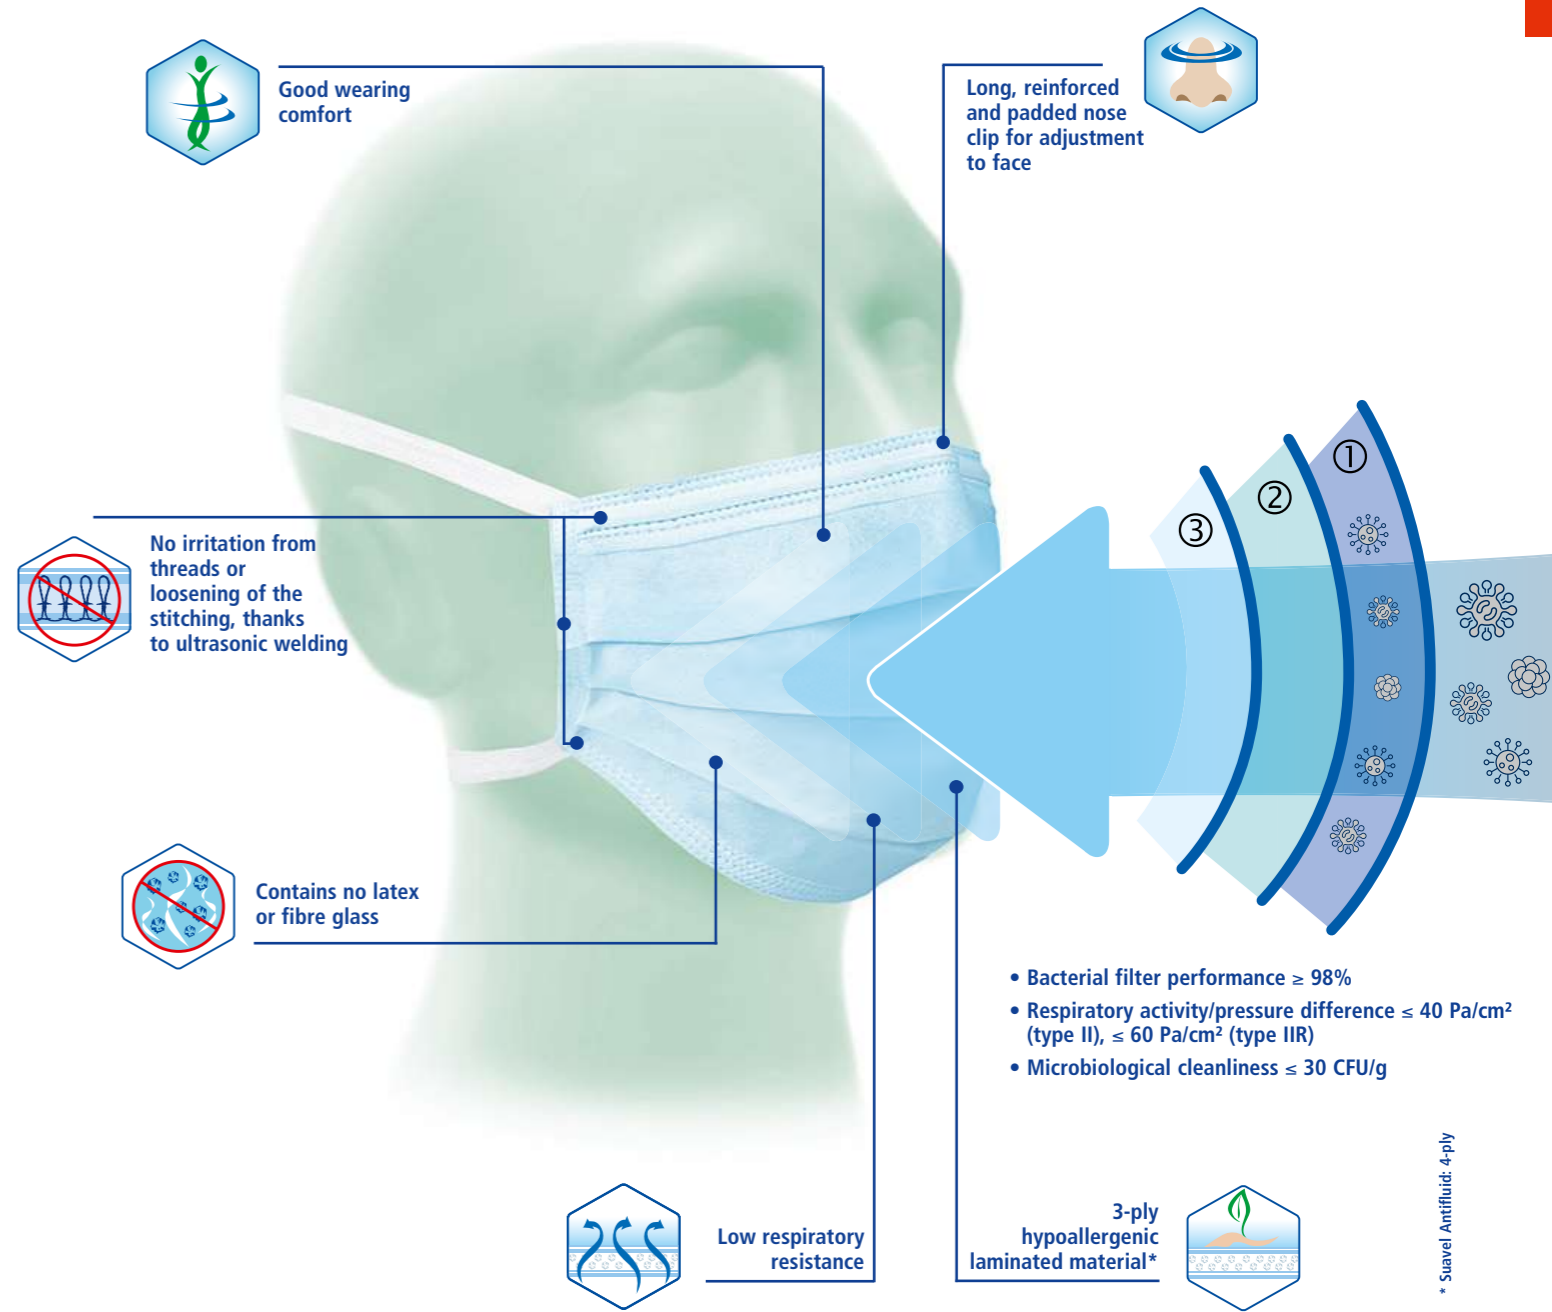 Good wearing
comfort
Long, reinforced
and padded nose
clip for adjustment
to face
①
②
③
No irritation from
threads or
loosening of the
stitching, thanks
to ultrasonic welding
Contains no latex
or fibre glass
• Bacterial filter performance ≥ 98%
• Respiratory activity/pressure difference ≤ 40 Pa/cm²
(type II), ≤ 60 Pa/cm² (type IIR)
• Microbiological cleanliness ≤ 30 CFU/g
Low respiratory
resistance
3-ply
hypoallergenic
laminated material*
* Suavel Antifluid: 4-ply